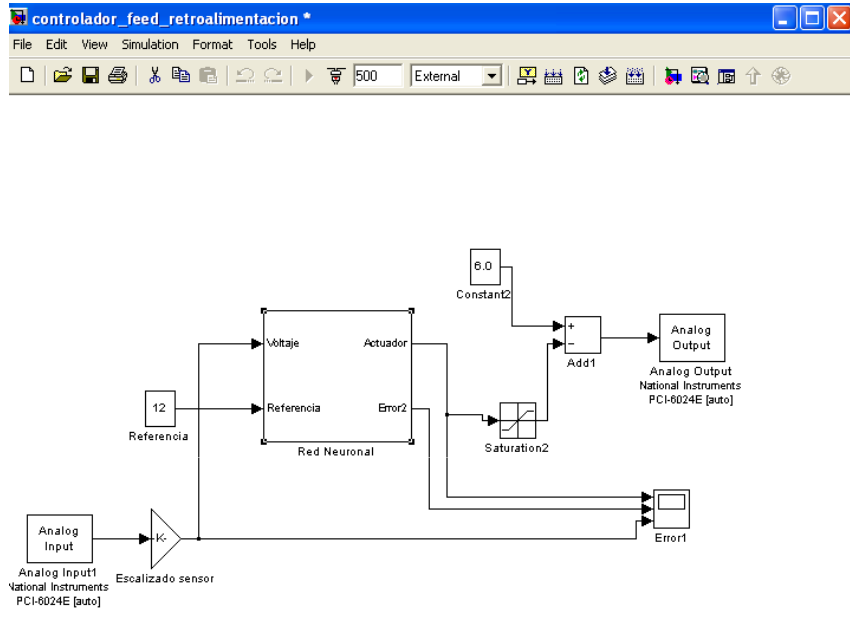 controlador_feed_retroalimentacion *
File Edit View Simulation Format Tools Help
500 External
6.0
Constant2
Voltaje Actuador
Referencia Error2
Red Neuronal
12
Referencia
+
−
Add1
Analog
Output
Analog Output
National Instruments
PCI-6024E [auto]
Saturation2
Error1
Analog
Input
Analog Input1
National Instruments
PCI-6024E [auto]
-K-
Escalizado sensor